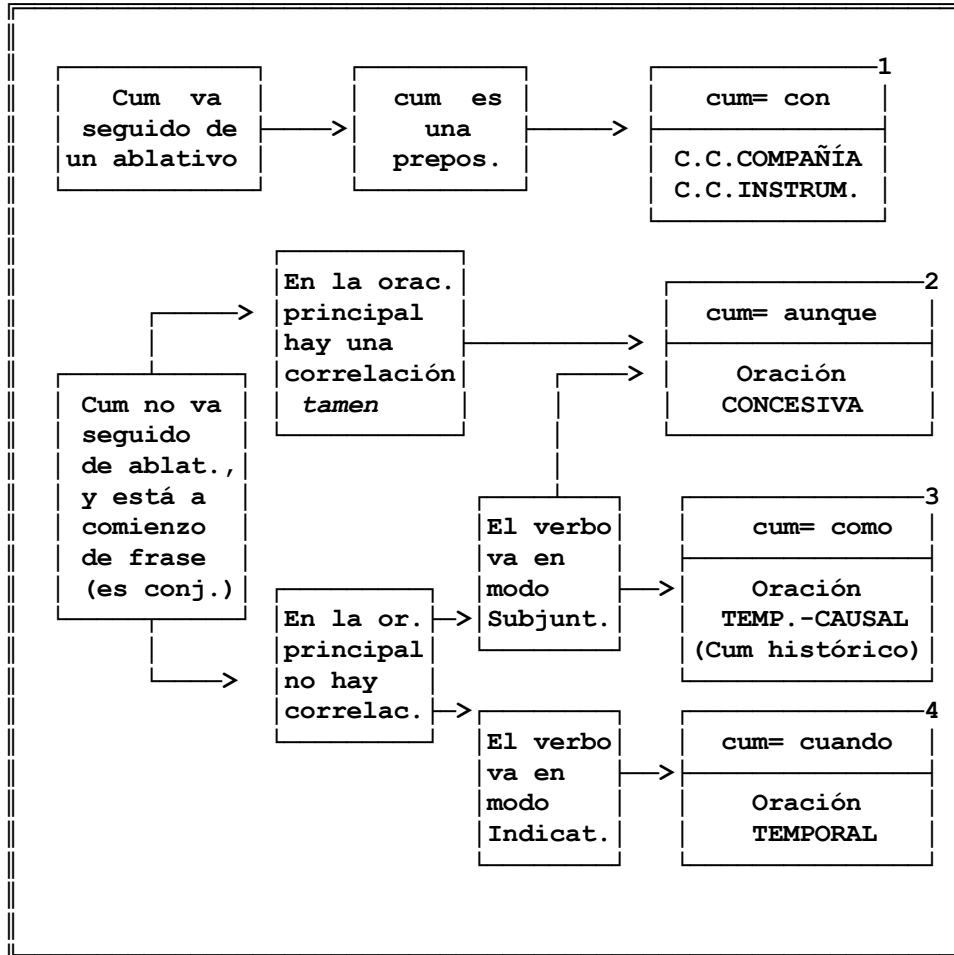 1
Cum va
seguido de
un ablativo
cum es
una
prepos.
cum= con
C.C.COMPAÑÍA
C.C.INSTRUM.
En la orac.
principal
hay una
correlación
tamen
2
cum= aunque
Oración
CONCESIVA
Cum no va
seguido
de ablat.,
y está a
comienzo
de frase
(es conj.)
En la or.
principal
no hay
correlac.
El verbo
va en
modo
Subjunt.
3
cum= como
Oración
TEMP.-CAUSAL
(Cum histórico)
El verbo
va en
modo
Indicat.
4
cum= cuando
Oración
TEMPORAL